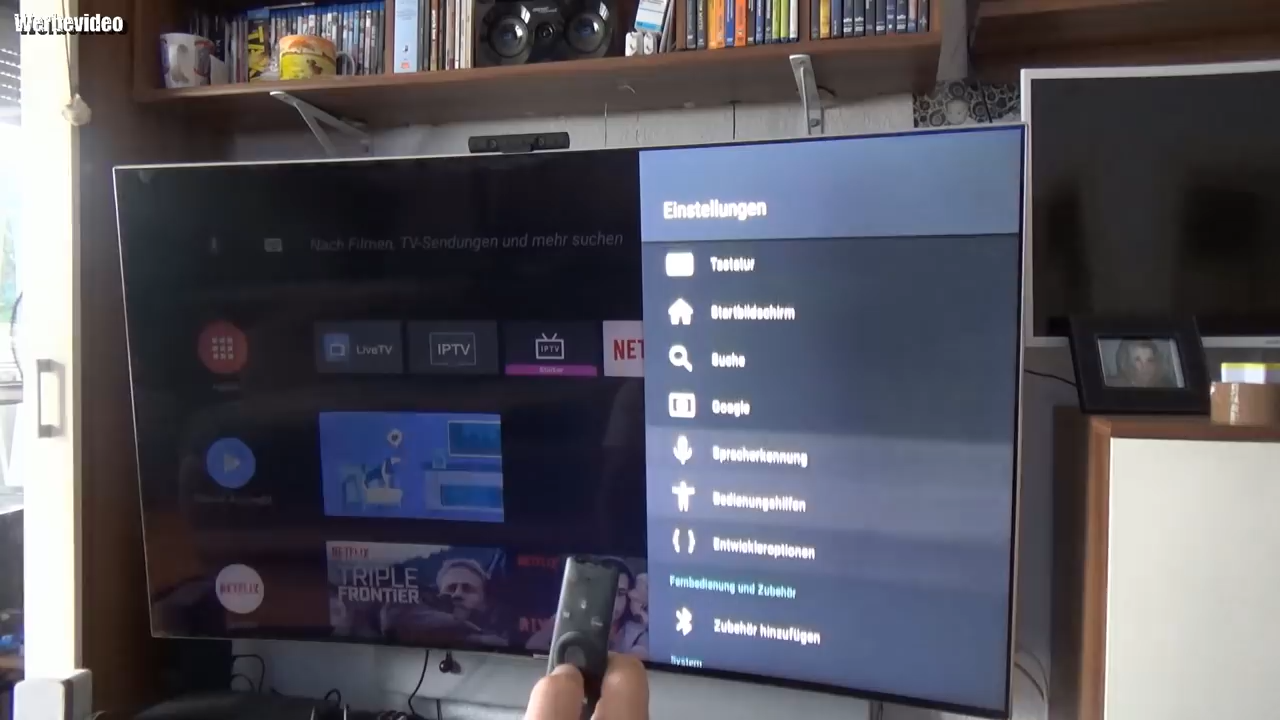 Werbevideo
Nach Filmen, TV-Sendungen und mehr suchen
LiveTV
IPTV
IPTV
NET
NETFLIX
TRIPLE
FRONTIER
NETFLIX
Einstellungen
Tastatur
Startbildschirm
Suche
Google
Spracherkennung
Bedienungshilfen
Entwickleroptionen
Fernbedienung und Zubehör
Zubehör hinzufügen
System